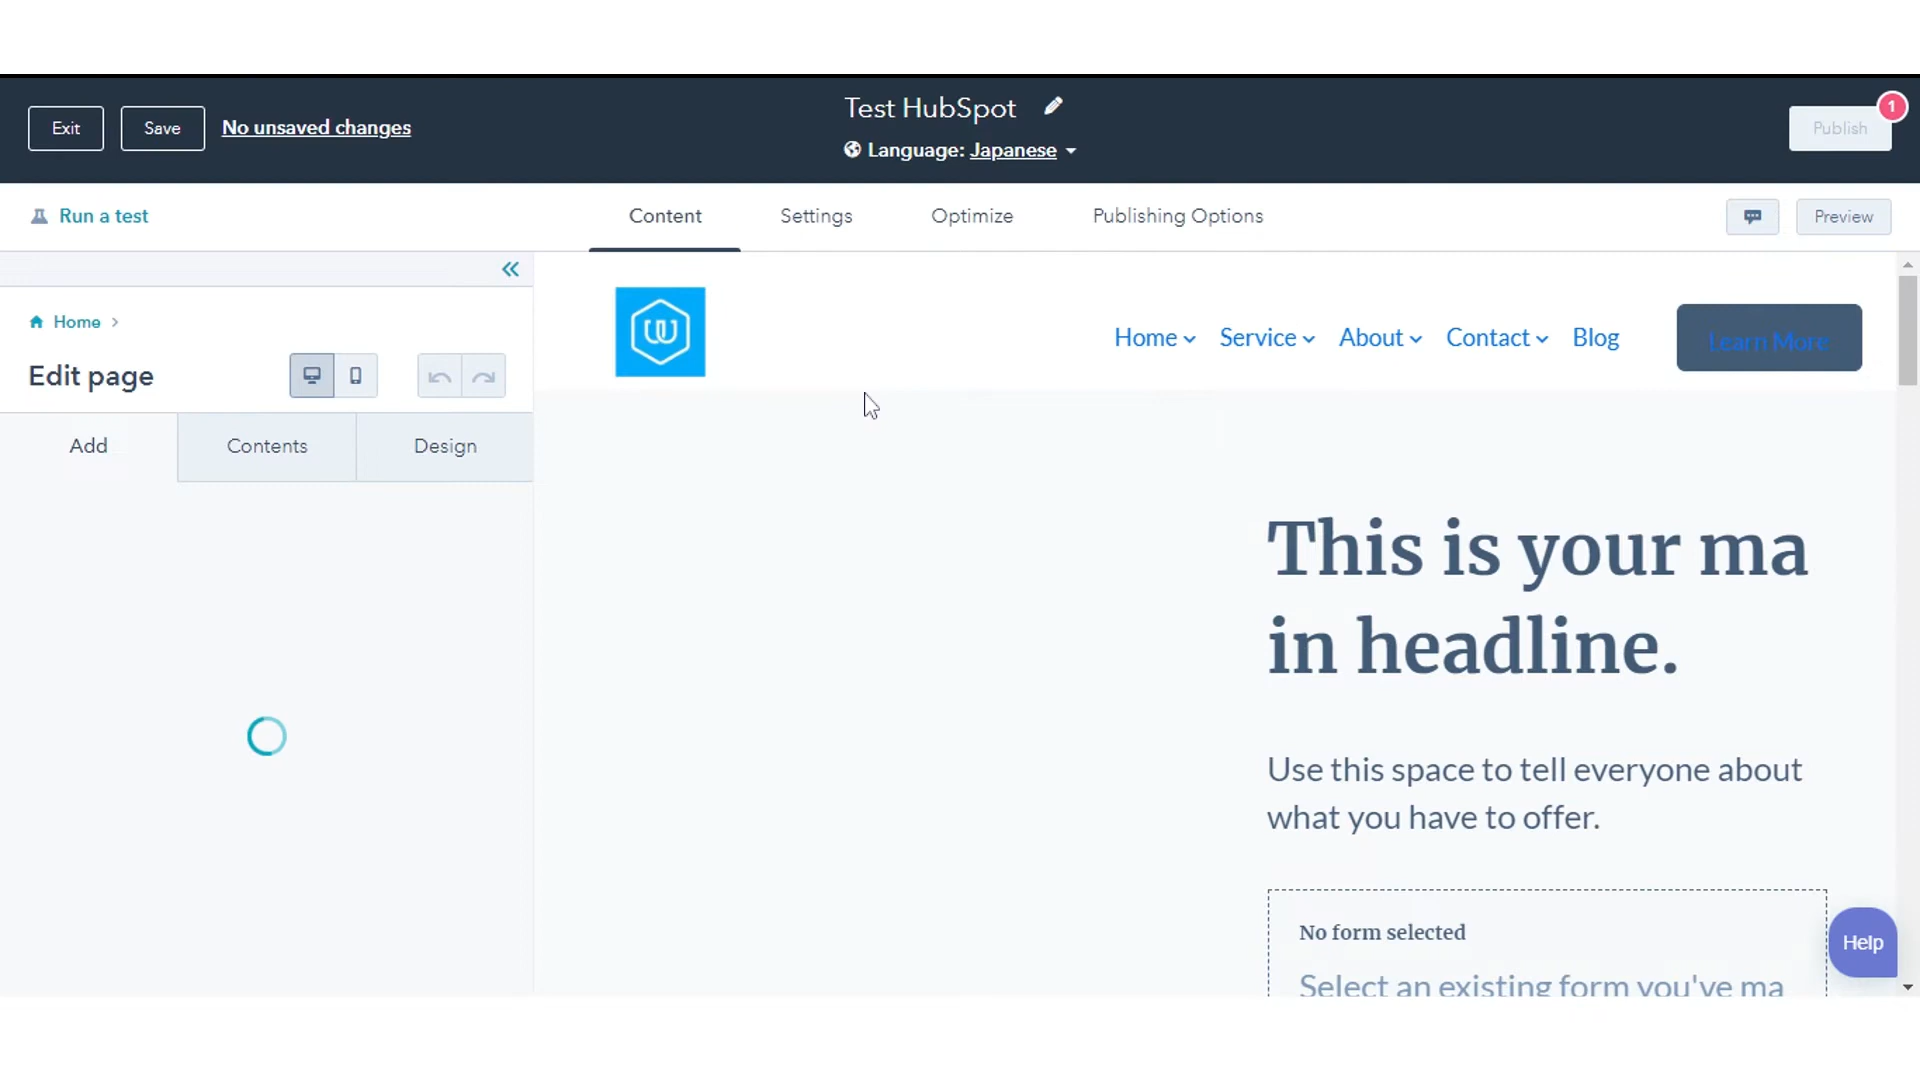 Exit
Save
No unsaved changes
Test HubSpot
Language: Japanese
Publish
1
Run a test
Content
Settings
Optimize
Publishing Options
Preview
Home
Edit page
Add
Contents
Design
Home
Service
About
Contact
Blog
Learn More
This is your ma
in headline.
Use this space to tell everyone about
what you have to offer.
No form selected
Select an existing form you've ma
Help